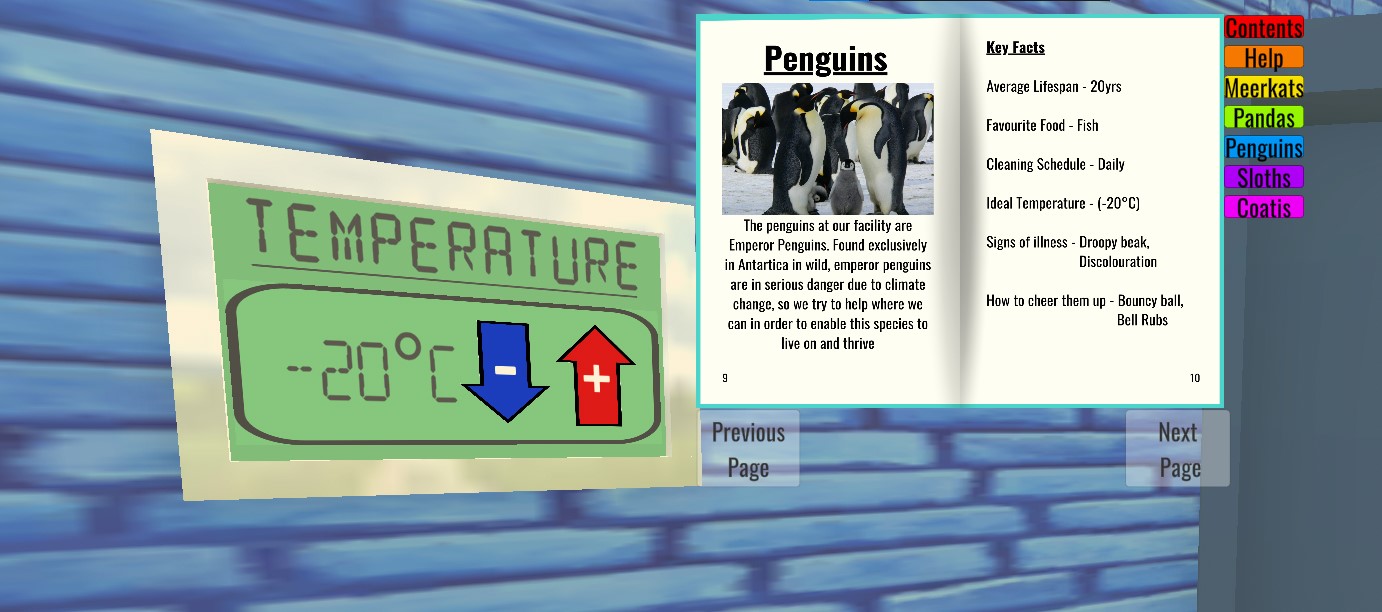 TEMPERATURE
-20°C
-
+
Penguins
The penguins at our facility are
Emperor Penguins. Found exclusively
in Antartica in wild, emperor penguins
are in serious danger due to climate
change, so we try to help where we
can in order to enable this species to
live on and thrive
9
Key Facts
Average Lifespan - 20yrs
Favourite Food - Fish
Cleaning Schedule - Daily
Ideal Temperature - (-20°C)
Signs of illness - Droopy beak,
Discolouration
How to cheer them up - Bouncy ball,
Bell Rubs
10
Contents
Help
Meerkats
Pandas
Penguins
Sloths
Coatis
Previous
Page
Next
Page